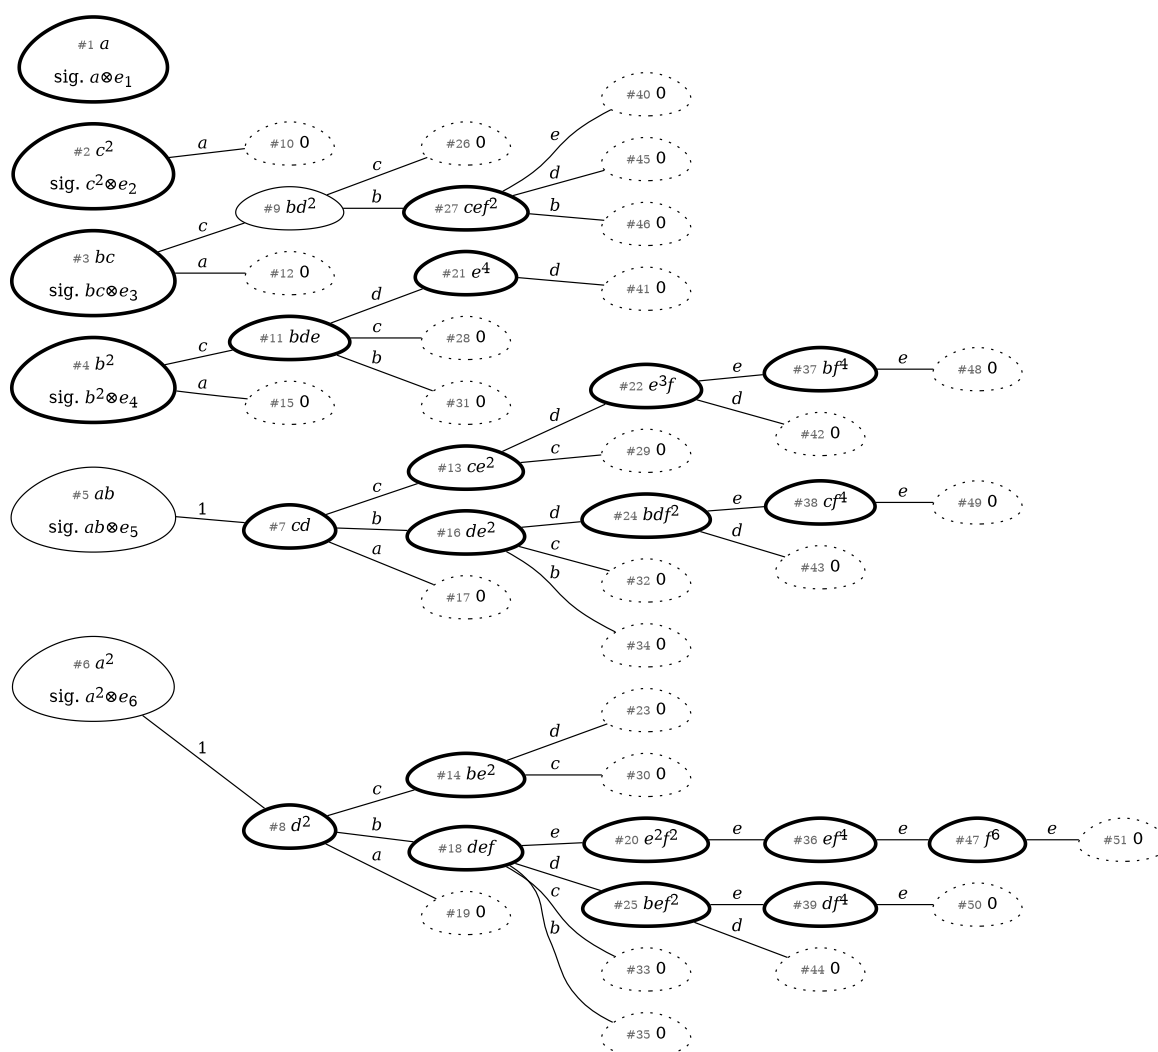 #1 a
sig. a⊗e₁
#2 c²
sig. c²⊗e₂
a
#10 0
#3 bc
sig. bc⊗e₃
c
a
#9 bd²
#12 0
c
b
#26 0
#27 cef²
e
d
b
#40 0
#45 0
#46 0
#4 b²
sig. b²⊗e₄
c
a
#11 bde
#15 0
d
c
b
#21 e⁴
#28 0
#31 0
d
#41 0
#5 ab
sig. ab⊗e₅
1
#7 cd
c
b
a
#13 ce²
#16 de²
#17 0
d
c
#22 e³f
#29 0
e
d
#37 bf⁴
#42 0
e
#48 0
d
c
b
#24 bdf²
#32 0
#34 0
e
d
#38 cf⁴
#43 0
e
#49 0
#6 a²
sig. a²⊗e₆
1
#8 d²
c
b
a
#14 be²
#18 def
#19 0
d
c
#23 0
#30 0
e
d
c
b
#20 e²f²
#25 bef²
#33 0
#35 0
e
#36 ef⁴
e
#47 f⁶
e
#51 0
e
d
#39 df⁴
#44 0
e
#50 0